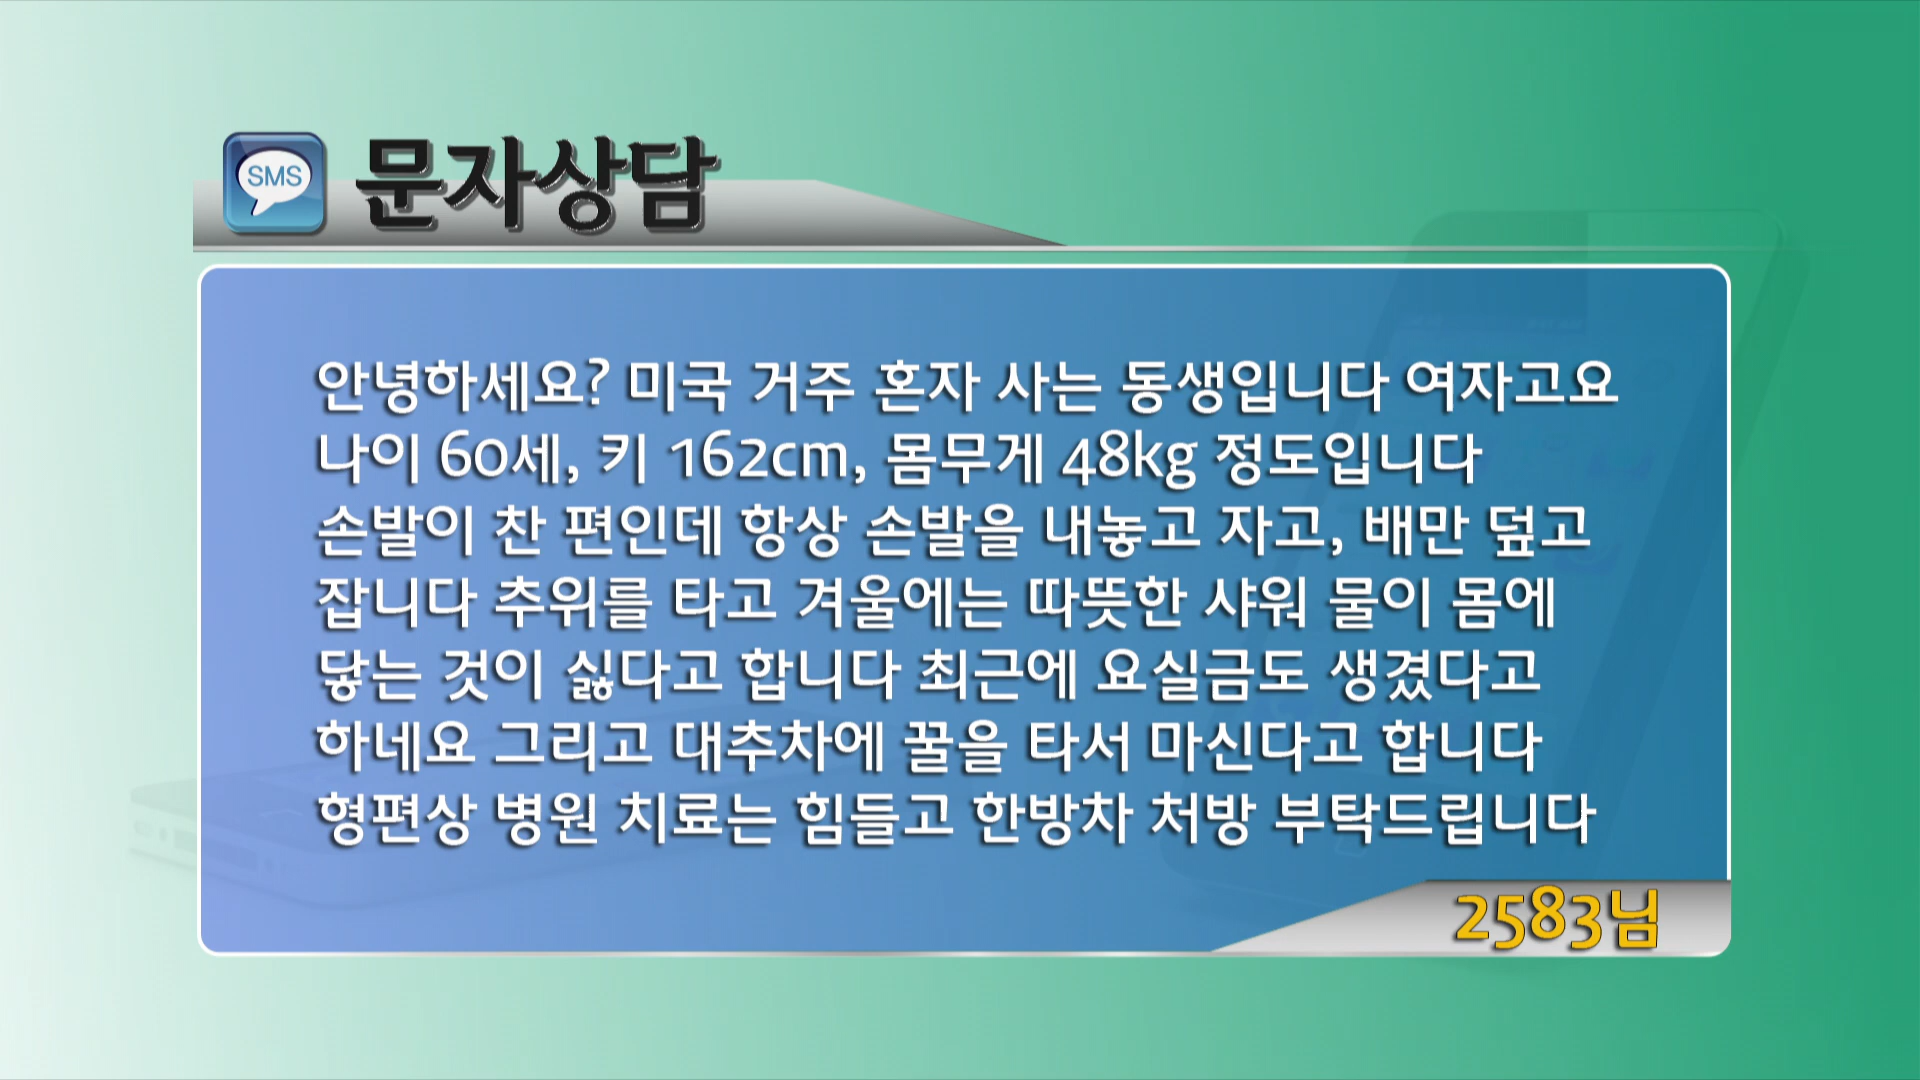 SMS
문자상담
안녕하세요? 미국 거주 혼자 사는 동생입니다 여자고요
나이 60세, 키 162cm, 몸무게 48kg 정도입니다
손발이 찬 편인데 항상 손발을 내놓고 자고, 배만 덮고
잡니다 추위를 타고 겨울에는 따뜻한 샤워 물이 몸에
닿는 것이 싫다고 합니다 최근에 요실금도 생겼다고
하네요 그리고 대추차에 꿀을 타서 마신다고 합니다
형편상 병원 치료는 힘들고 한방차 처방 부탁드립니다
2583님